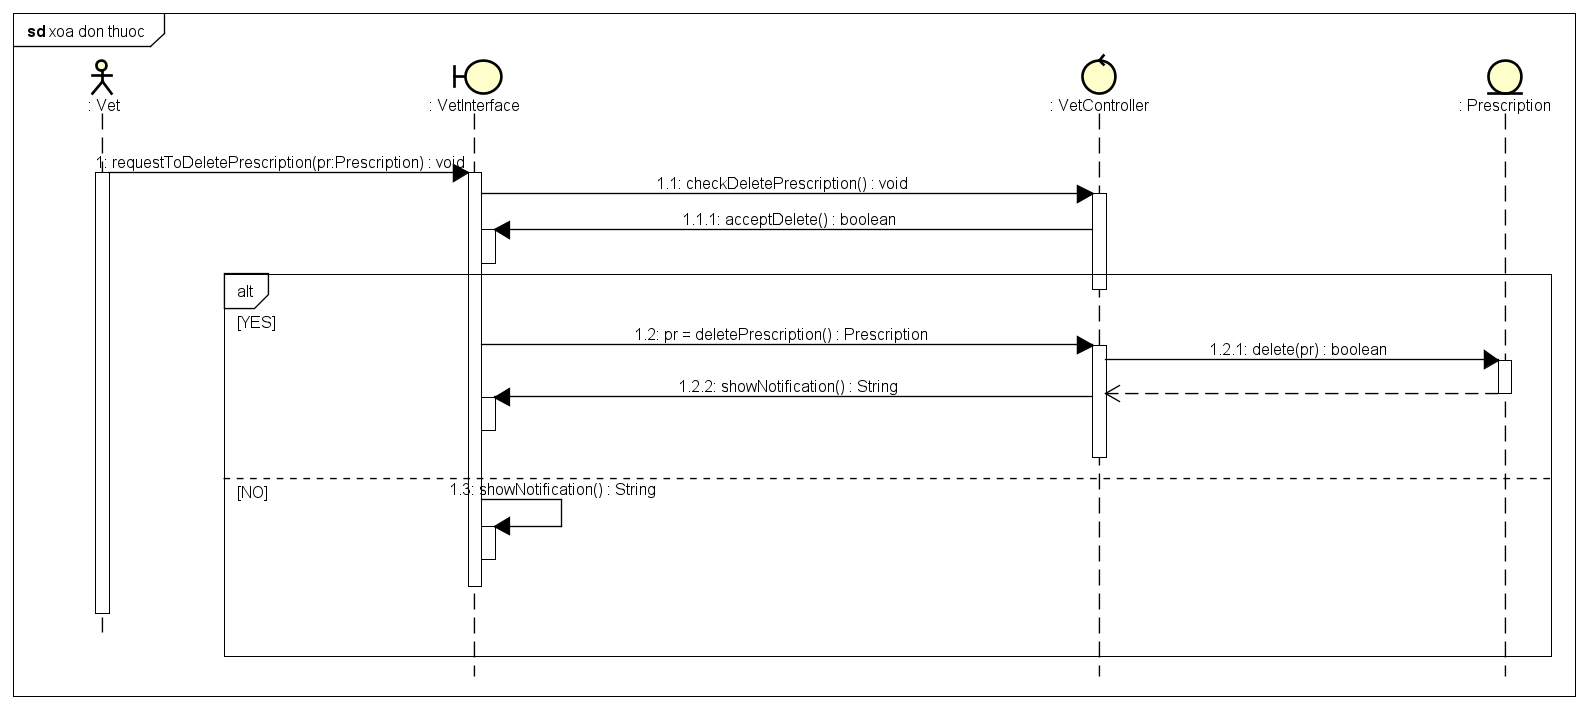 sd xoa don thuoc
: Vet
: VetInterface
: VetController
: Prescription
1: requestToDeletePrescription(pr:Prescription) : void
1.1: checkDeletePrescription() : void
1.1.1: acceptDelete() : boolean
alt
[YES]
1.2: pr = deletePrescription() : Prescription
1.2.1: delete(pr) : boolean
1.2.2: showNotification() : String
[NO]
1.3: showNotification() : String